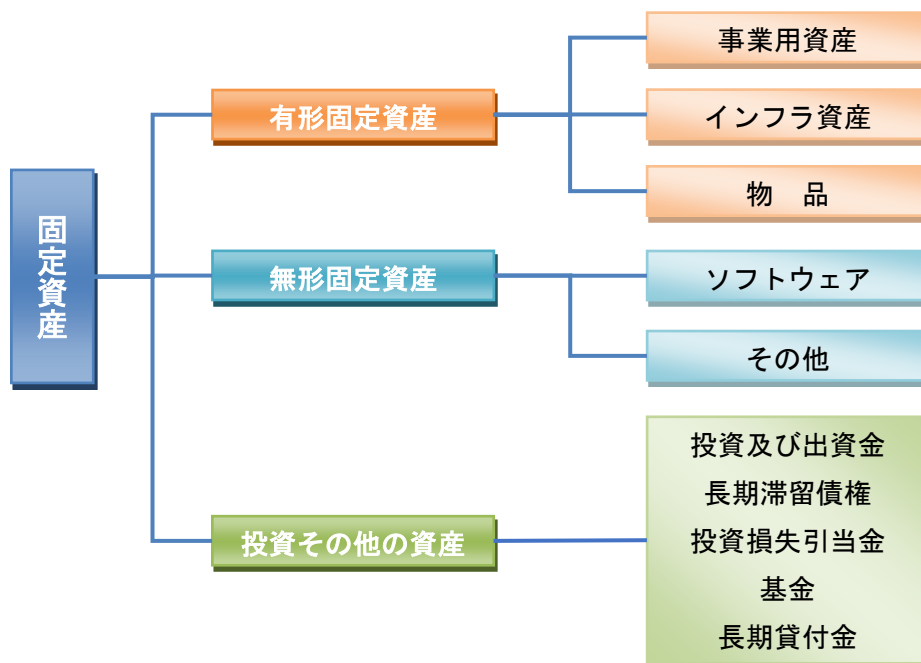 固定資産
有形固定資産
事業用資産
インフラ資産
物　品
無形固定資産
ソフトウェア
その他
投資その他の資産
投資及び出資金
長期滞留債権
投資損失引当金
基金
長期貸付金